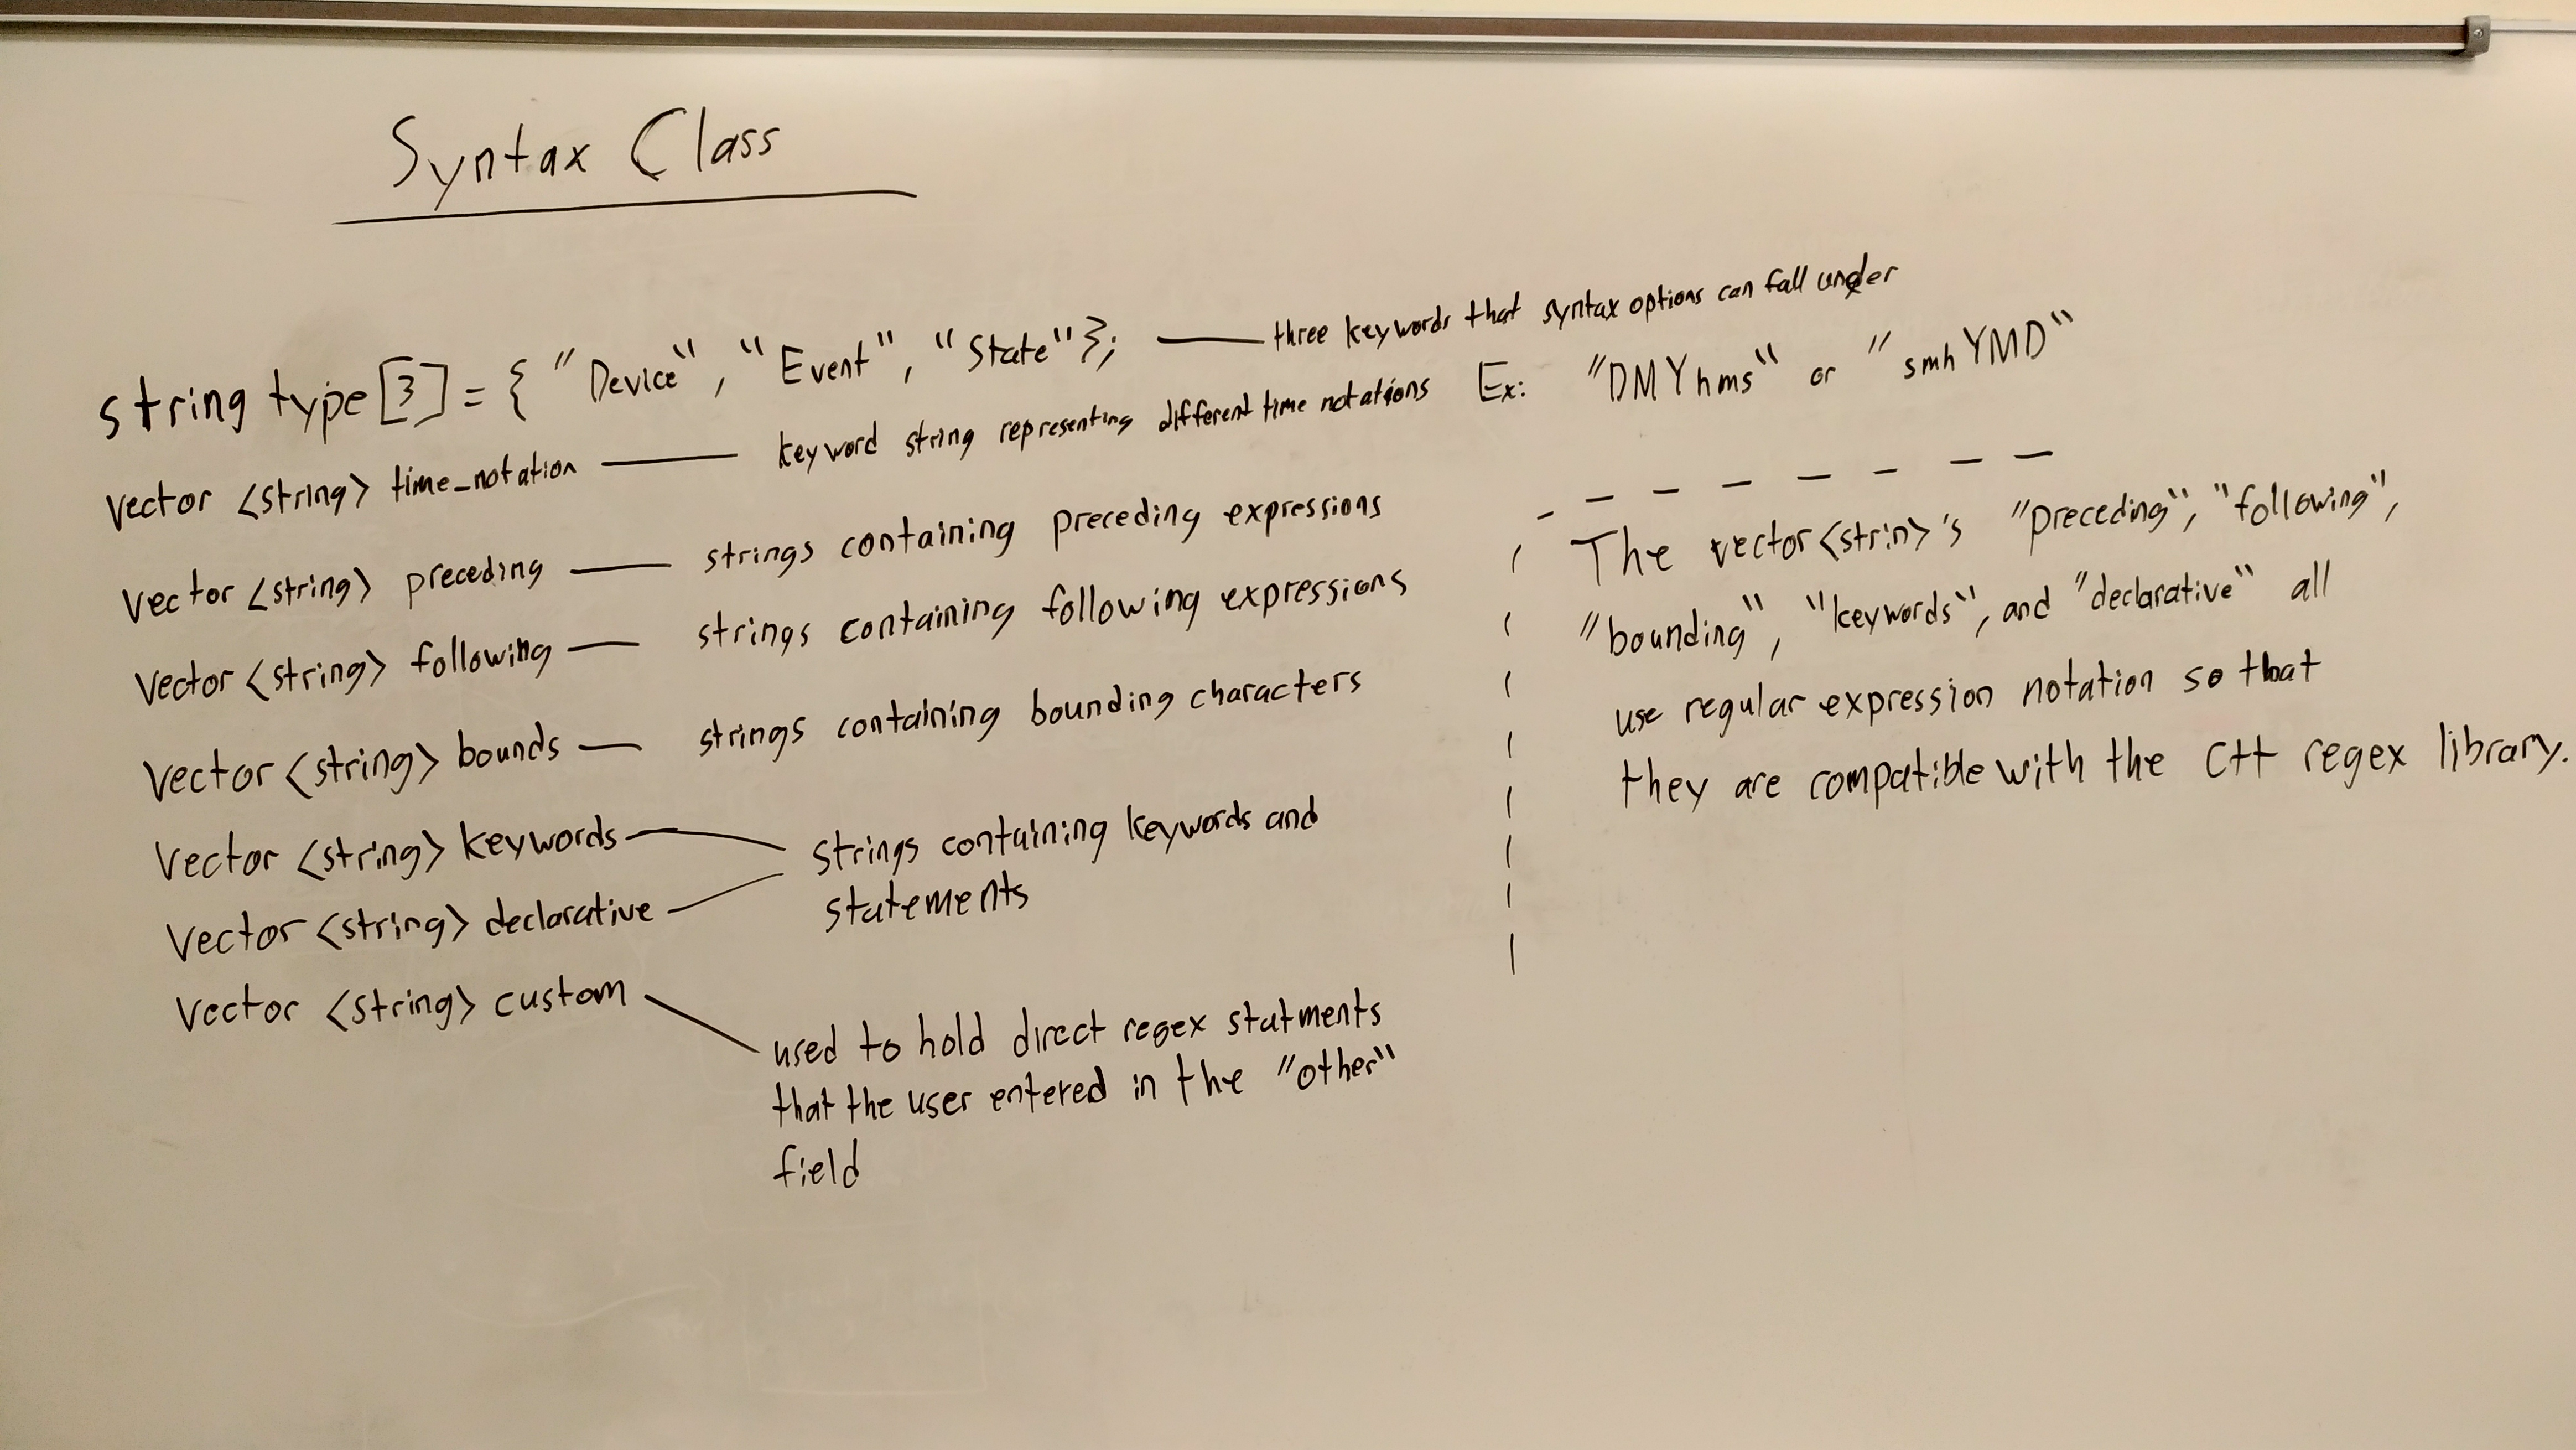 Syntax Class
string type[3] = { "Device", "Event", "State"}; — three keywords that syntax options can fall under
vector <string> time_notation — keyword string representing different time notations Ex: "DMYhms" or "smhYMD"
vector <string> preceding — strings containing preceding expressions
vector <string> following — strings containing following expressions
vector <string> bounds — strings containing bounding characters
vector <string> keywords
vector <string> declarative
strings containing keywords and
statements
vector <string> custom
used to hold direct regex statments
that the user entered in the "other"
field
The vector<strin>'s "preceding", "following",
"bounding", "keywords", and "declarative" all
use regular expression notation so that
they are compatible with the C++ regex library.